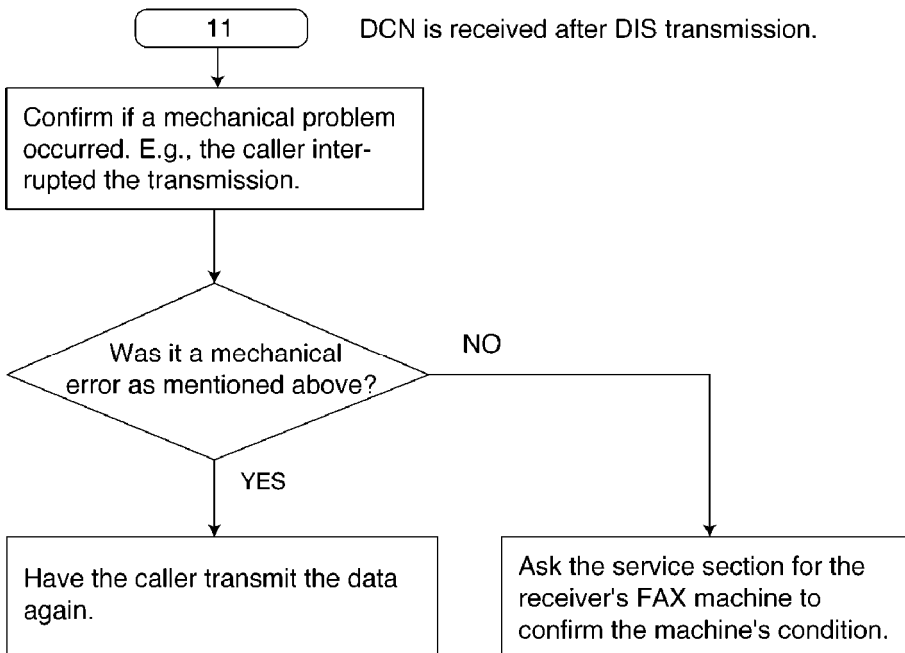 11
DCN is received after DIS transmission.
Confirm if a mechanical problem
occurred. E.g., the caller inter-
rupted the transmission.
Was it a mechanical
error as mentioned above?
NO
YES
Have the caller transmit the data
again.
Ask the service section for the
receiver's FAX machine to
confirm the machine's condition.